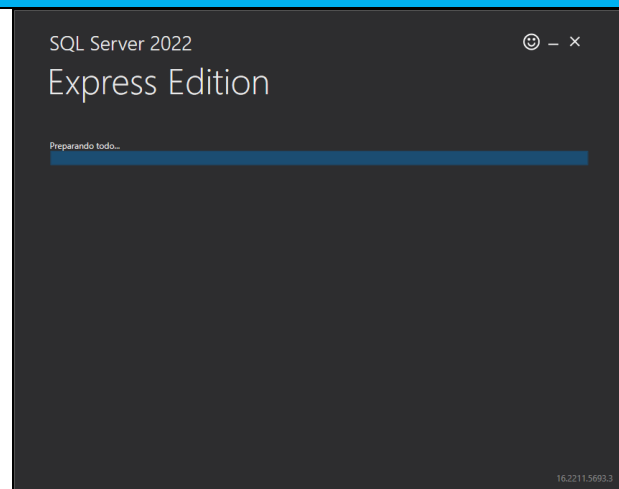 SQL Server 2022
Express Edition
Preparando todo...
16.2211.5693.3